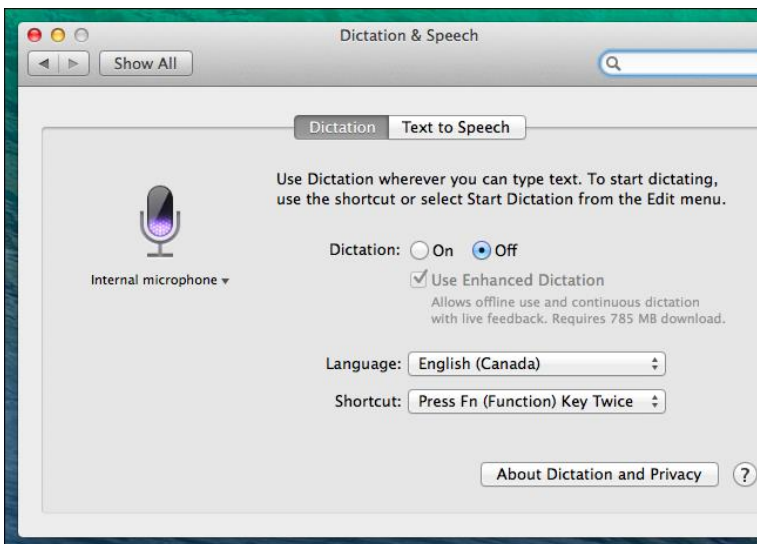 Dictation & Speech
Show All
Dictation
Text to Speech
Use Dictation wherever you can type text. To start dictating,
use the shortcut or select Start Dictation from the Edit menu.
Internal microphone
Dictation: On Off
Use Enhanced Dictation
Allows offline use and continuous dictation
with live feedback. Requires 785 MB download.
Language: English (Canada)
Shortcut: Press Fn (Function) Key Twice
About Dictation and Privacy ?